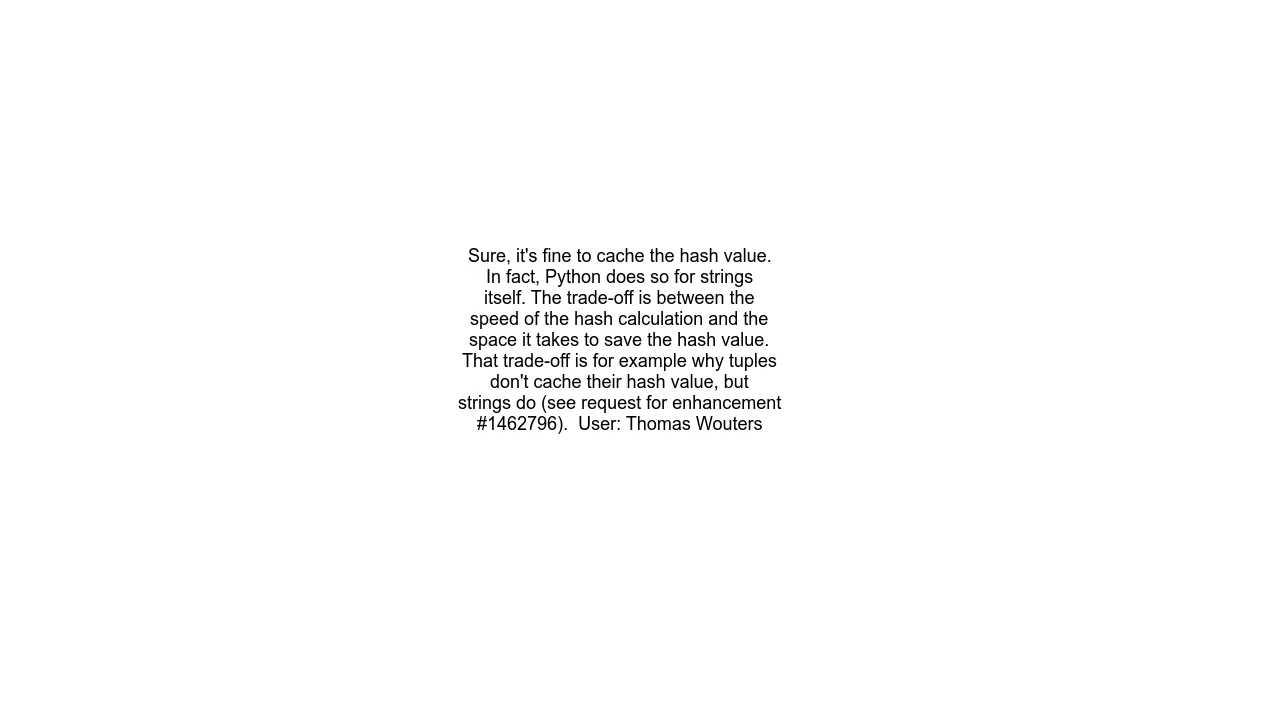 Sure, it's fine to cache the hash value.
In fact, Python does so for strings
itself. The trade-off is between the
speed of the hash calculation and the
space it takes to save the hash value.
That trade-off is for example why tuples
don't cache their hash value, but
strings do (see request for enhancement
#1462796).  User: Thomas Wouters